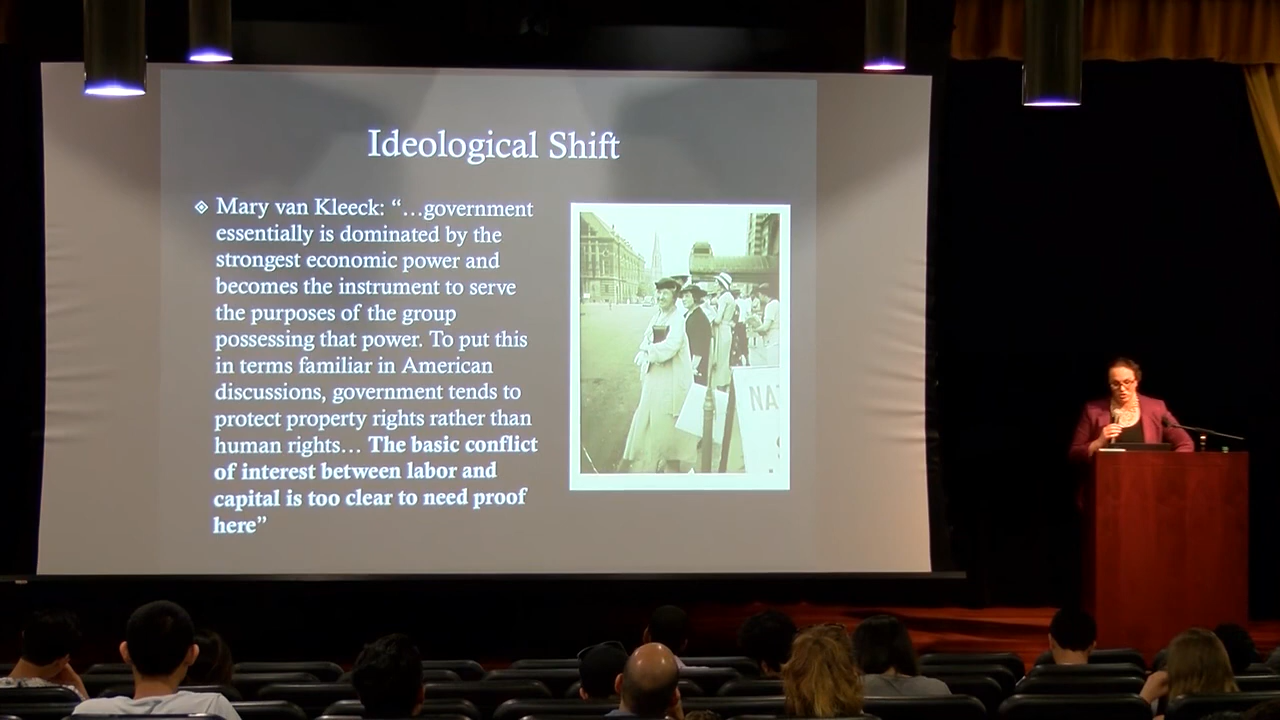 Ideological Shift
Mary van Kleeck: “…government
essentially is dominated by the
strongest economic power and
becomes the instrument to serve
the purposes of the group
possessing that power. To put this
in terms familiar in American
discussions, government tends to
protect property rights rather than
human rights… The basic conflict
of interest between labor and
capital is too clear to need proof
here”
NA